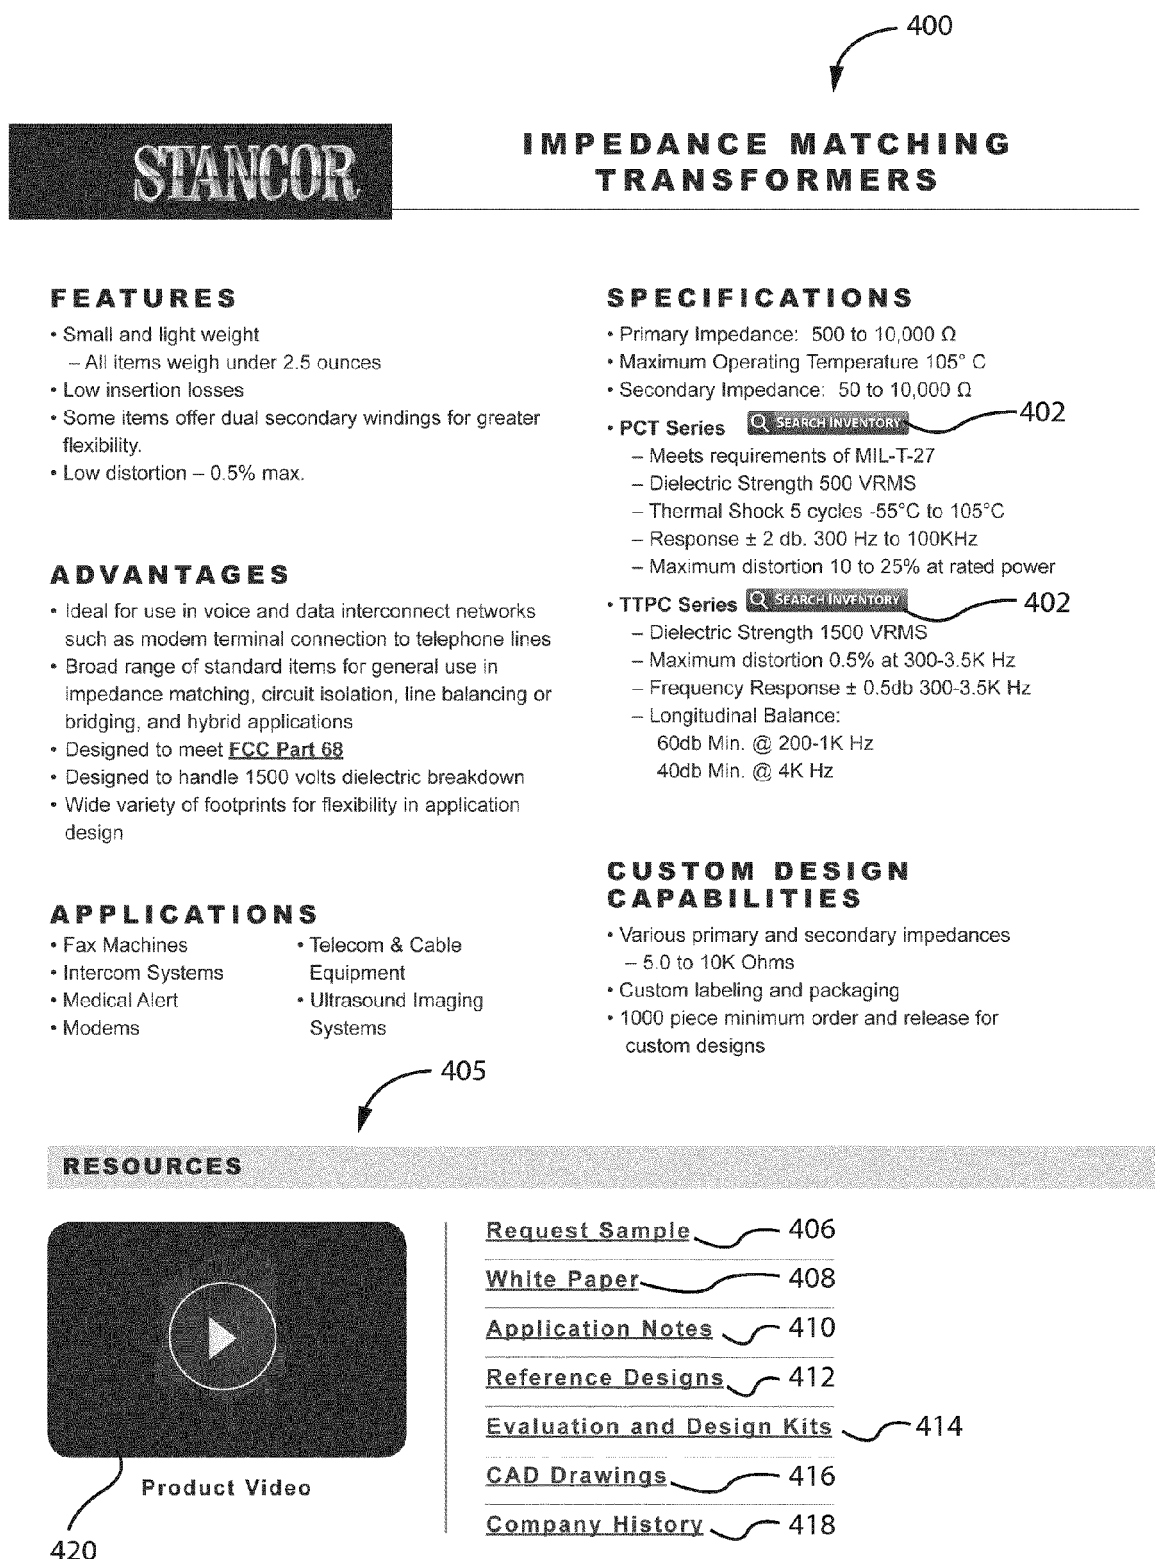 400
STANCOR
IMPEDANCE MATCHING
TRANSFORMERS
FEATURES
• Small and light weight
– All items weigh under 2.5 ounces
• Low insertion losses
• Some items offer dual secondary windings for greater
flexibility.
• Low distortion – 0.5% max.
ADVANTAGES
• Ideal for use in voice and data interconnect networks
such as modem terminal connection to telephone lines
• Broad range of standard items for general use in
impedance matching, circuit isolation, line balancing or
bridging, and hybrid applications
• Designed to meet FCC Part 68
• Designed to handle 1500 volts dielectric breakdown
• Wide variety of footprints for flexibility in application
design
APPLICATIONS
• Fax Machines
• Intercom Systems
• Medical Alert
• Modems
• Telecom & Cable
Equipment
• Ultrasound Imaging
Systems
SPECIFICATIONS
• Primary Impedance: 500 to 10,000 Ω
• Maximum Operating Temperature 105° C
• Secondary Impedance: 50 to 10,000 Ω
• PCT Series SEARCH INVENTORY 402
– Meets requirements of MIL-T-27
– Dielectric Strength 500 VRMS
– Thermal Shock 5 cycles -55°C to 105°C
– Response ± 2 db. 300 Hz to 100KHz
– Maximum distortion 10 to 25% at rated power
• TTPC Series SEARCH INVENTORY 402
– Dielectric Strength 1500 VRMS
– Maximum distortion 0.5% at 300-3.5K Hz
– Frequency Response ± 0.5db 300-3.5K Hz
– Longitudinal Balance:
60db Min. @ 200-1K Hz
40db Min. @ 4K Hz
CUSTOM DESIGN
CAPABILITIES
• Various primary and secondary impedances
– 5.0 to 10K Ohms
• Custom labeling and packaging
• 1000 piece minimum order and release for
custom designs
405
RESOURCES
Product Video
420
Request Sample 406
White Paper 408
Application Notes 410
Reference Designs 412
Evaluation and Design Kits 414
CAD Drawings 416
Company History 418